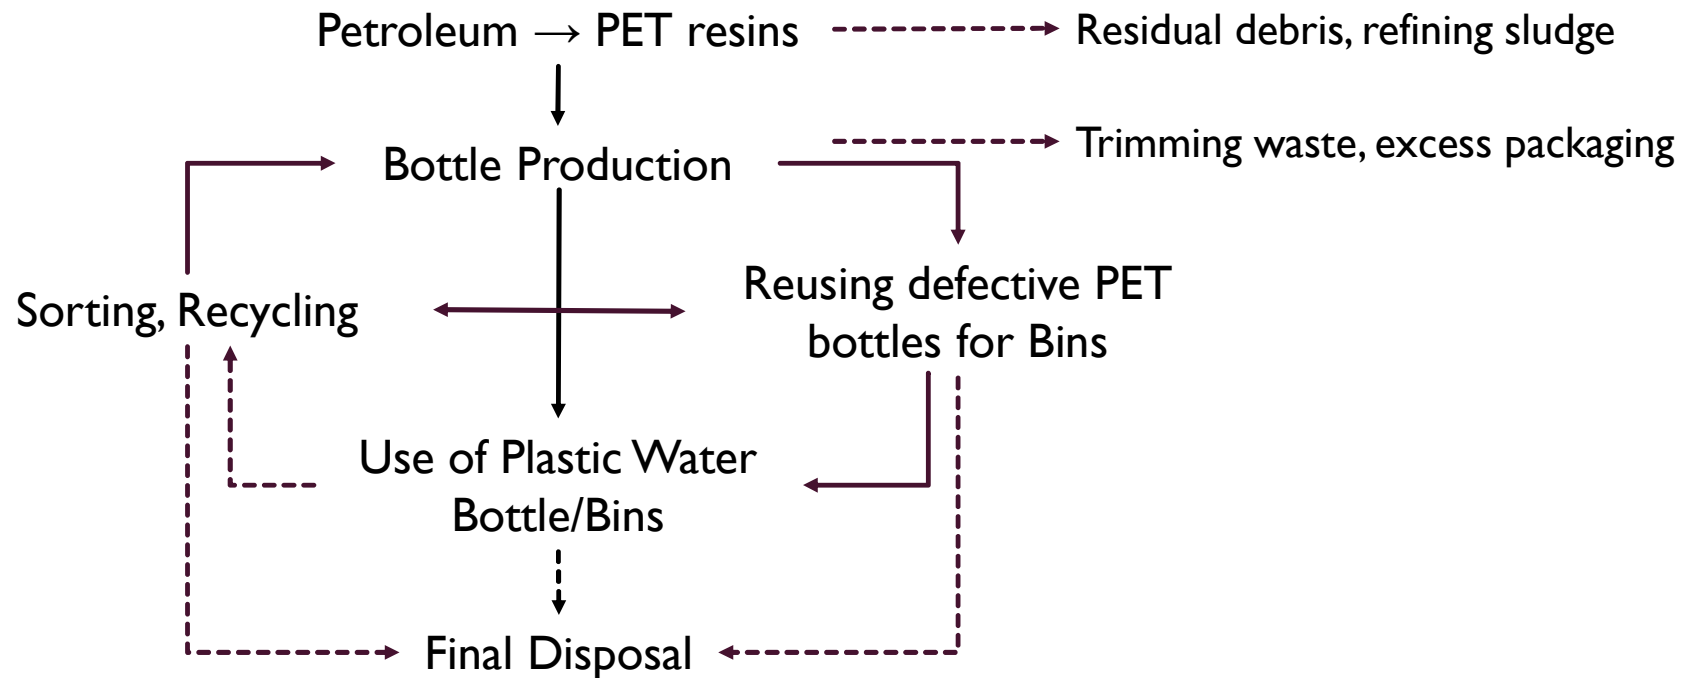 Petroleum → PET resins
Residual debris, refining sludge
Bottle Production
Trimming waste, excess packaging
Sorting, Recycling
Reusing defective PET
bottles for Bins
Use of Plastic Water
Bottle/Bins
Final Disposal